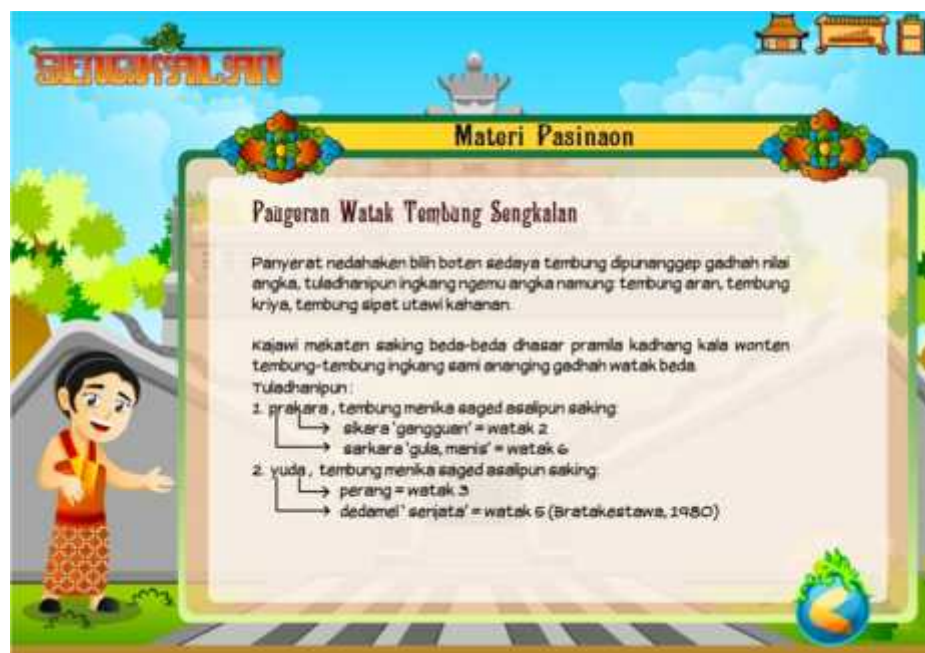 SENGKALAN
Materi Pasinaon
Paugeran Watak Tembung Sengkalan
Panyerat nedahaken bilih boten sedaya tembung dipunanggep gadhah nilai
angka, tuladhanipun ingkang ngemu angka namung: tembung aran, tembung
kriya, tembung sipat utawi kahanan.
Kajawi mekaten saking beda-beda dhasar pramila kadhang kala wonten
tembung-tembung ingkang sami ananging gadhah watak beda.
Tuladhanipun :
1. prakara , tembung menika saged asalipun saking:
sikara 'gangguan' = watak 2
sarkara 'gula, manis' = watak 6
2. yuda , tembung menika saged asalipun saking:
perang = watak 3
dedamel ' senjata' = watak 5 (Bratakestawa, 1980)